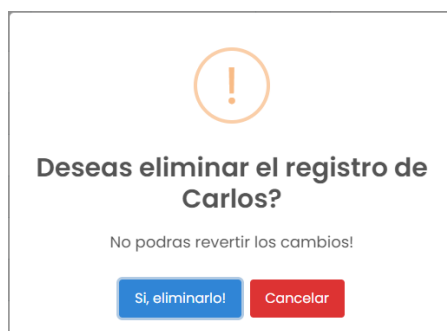 !
Deseas eliminar el registro de
Carlos?
No podras revertir los cambios!
Si, eliminarlo!
Cancelar